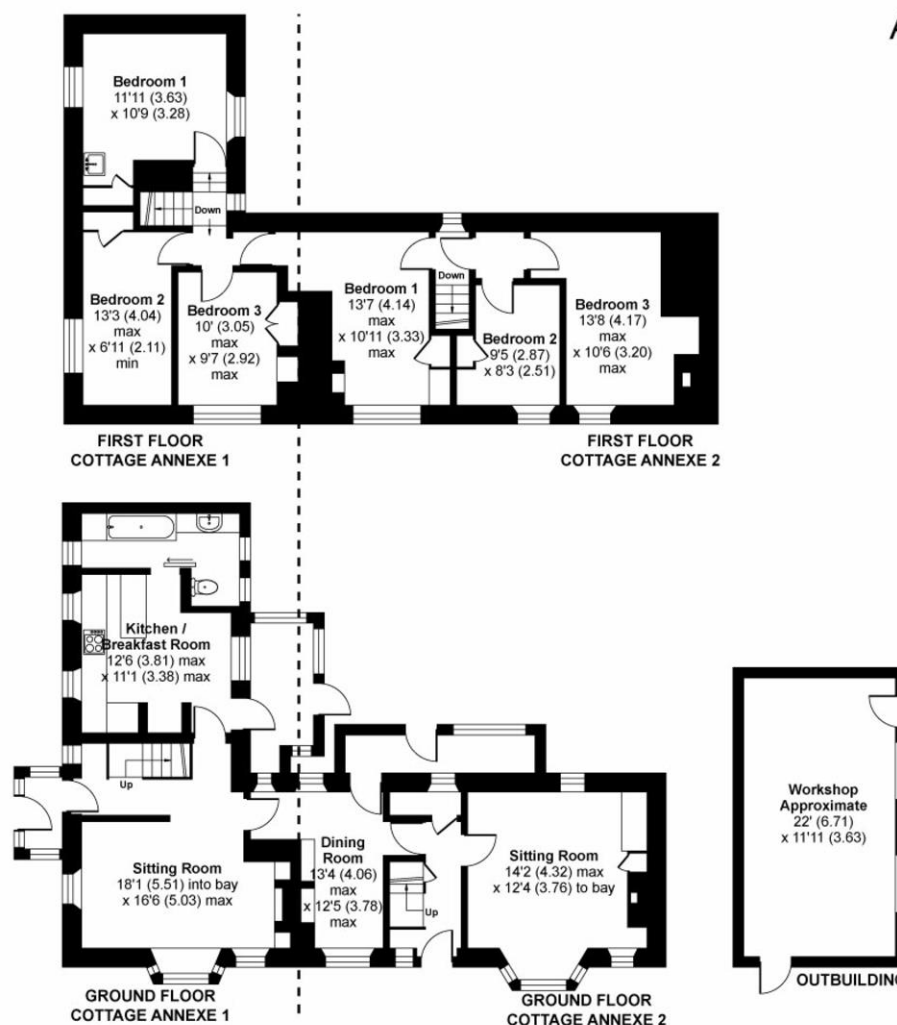 A
Bedroom 1
11'11 (3.63)
x 10'9 (3.28)
Down
Bedroom 2
13'3 (4.04)
max
x 6'11 (2.11)
min
Bedroom 3
10' (3.05)
max
x 9'7 (2.92)
max
Bedroom 1
13'7 (4.14)
max
x 10'11 (3.33)
max
Down
Bedroom 2
9'5 (2.87)
x 8'3 (2.51)
Bedroom 3
13'8 (4.17)
max
x 10'6 (3.20)
max
FIRST FLOOR
COTTAGE ANNEXE 1
FIRST FLOOR
COTTAGE ANNEXE 2
Kitchen /
Breakfast Room
12'6 (3.81) max
x 11'1 (3.38) max
Up
Sitting Room
18'1 (5.51) into bay
x 16'6 (5.03) max
Dining
Room
13'4 (4.06)
max
x 12'5 (3.78)
max
Up
Sitting Room
14'2 (4.32) max
x 12'4 (3.76) to bay
Workshop
Approximate
22' (6.71)
x 11'11 (3.63)
GROUND FLOOR
COTTAGE ANNEXE 1
GROUND FLOOR
COTTAGE ANNEXE 2
OUTBUILDING